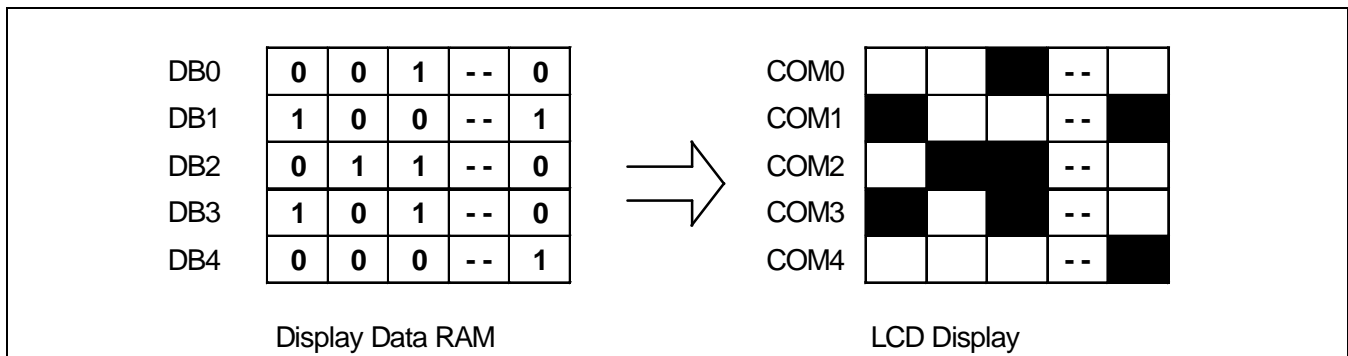 DB0 0 0 1 -- 0 COM0 --
DB1 1 0 0 -- 1 COM1 --
DB2 0 1 1 -- 0 COM2 --
DB3 1 0 1 -- 0 COM3 --
DB4 0 0 0 -- 1 COM4 --
Display Data RAM LCD Display